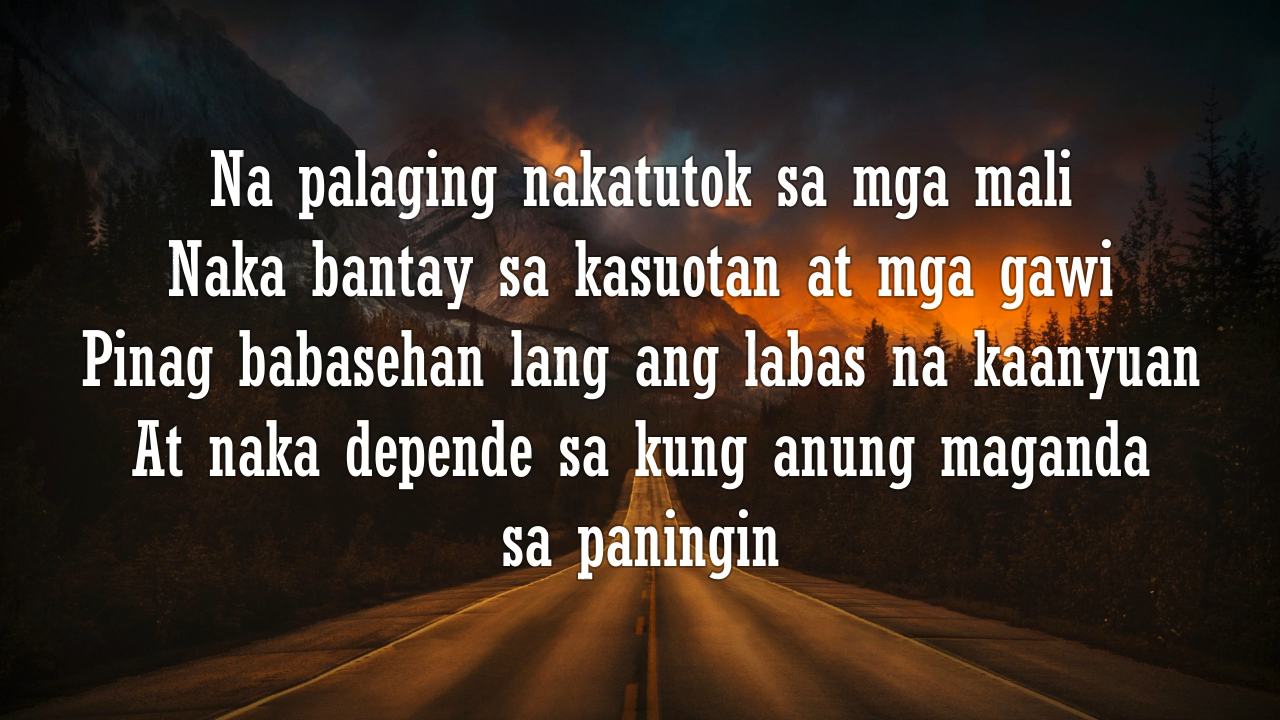 Na palaging nakatutok sa mga mali
Naka bantay sa kasuotan at mga gawi
Pinag babasehan lang ang labas na kaanyuan
At naka depende sa kung anung maganda
sa paningin